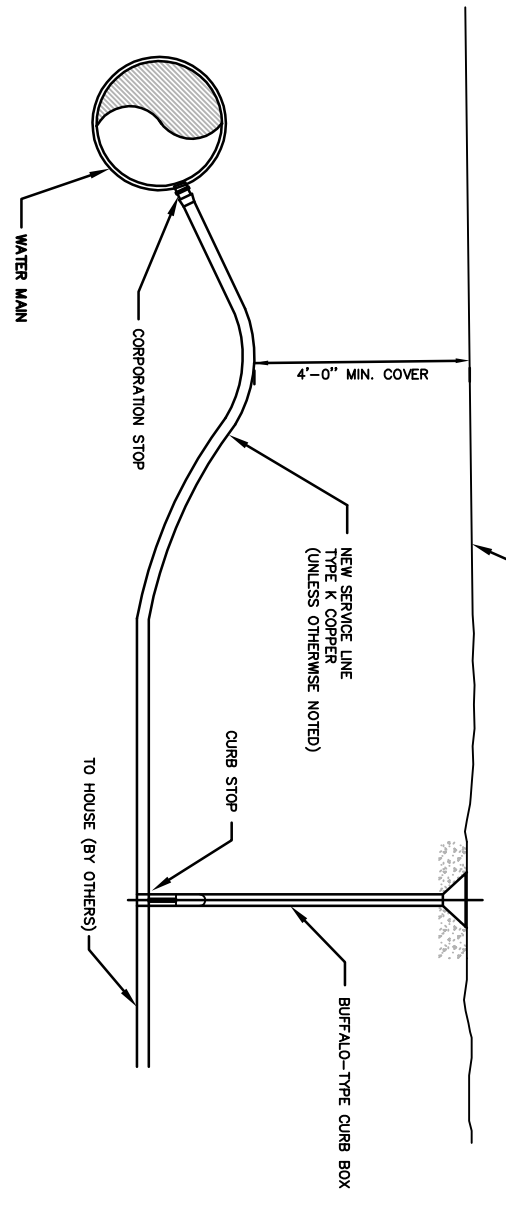 4'-0" MIN. COVER
WATER MAIN
CORPORATION STOP
NEW SERVICE LINE
TYPE K COPPER
(UNLESS OTHERWISE NOTED)
CURB STOP
TO HOUSE (BY OTHERS)
BUFFALO-TYPE CURB BOX